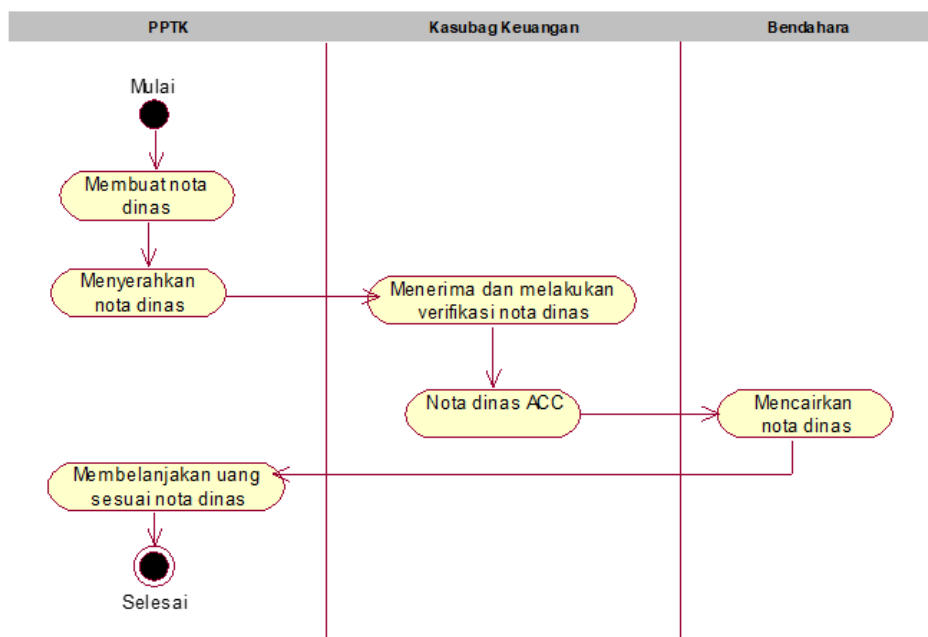 PPTK
Kasubag Keuangan
Bendahara
Mulai
Membuat nota
dinas
Menyerahkan
nota dinas
Menerima dan melakukan
verifikasi nota dinas
Nota dinas ACC
Mencairkan
nota dinas
Membelanjakan uang
sesuai nota dinas
Selesai